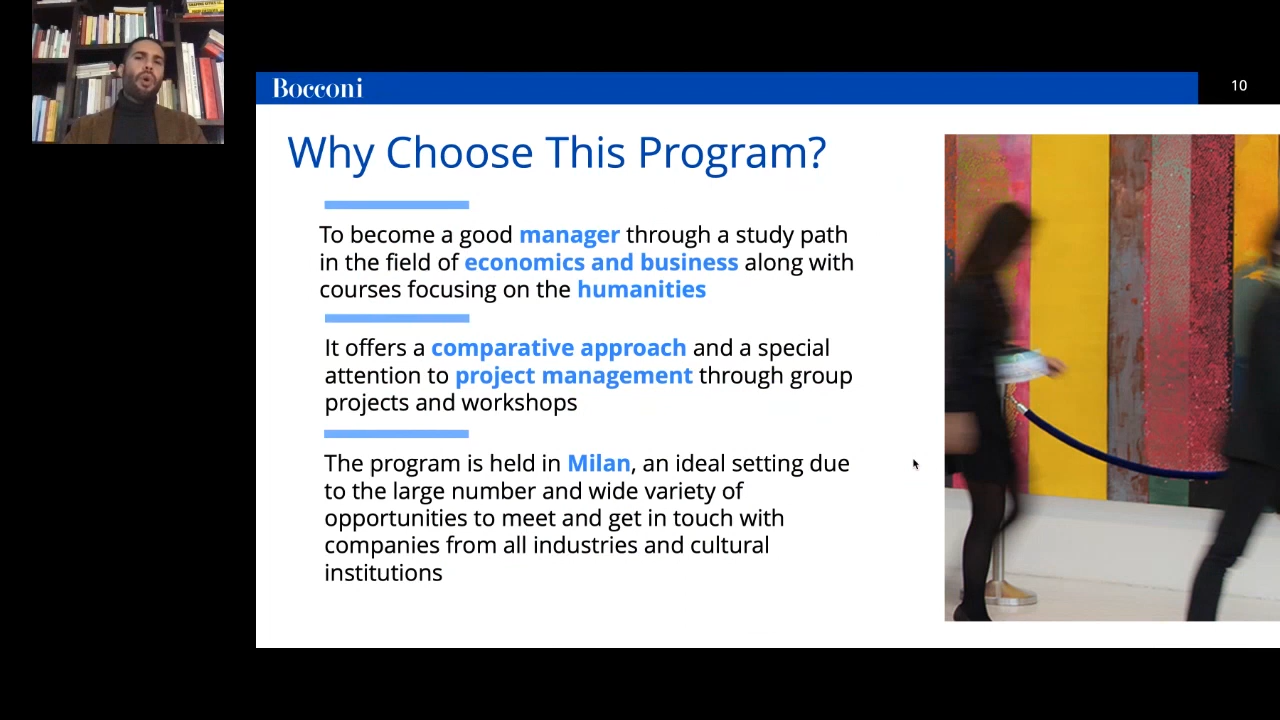 Bocconi
10
Why Choose This Program?
To become a good manager through a study path
in the field of economics and business along with
courses focusing on the humanities
It offers a comparative approach and a special
attention to project management through group
projects and workshops
The program is held in Milan, an ideal setting due
to the large number and wide variety of
opportunities to meet and get in touch with
companies from all industries and cultural
institutions